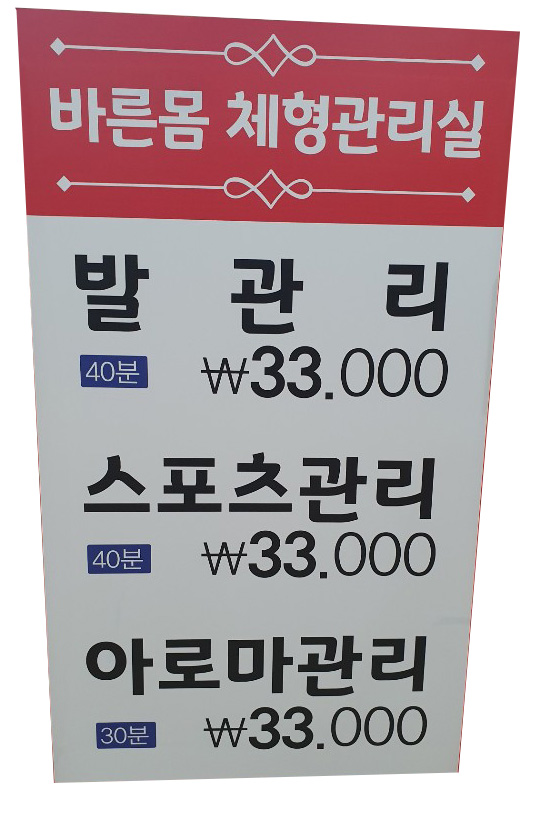 바른몸 체형관리실
발 관 리
40분 ₩33.000
스포츠관리
40분 ₩33.000
아로마관리
30분 ₩33.000